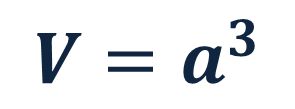 V = a³